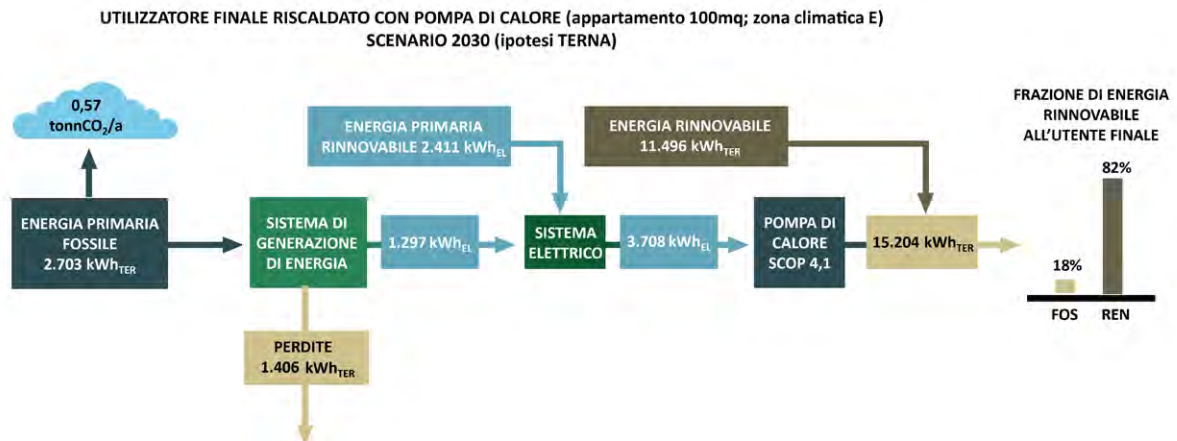 UTILIZZATORE FINALE RISCALDATO CON POMPA DI CALORE (appartamento 100mq; zona climatica E)
SCENARIO 2030 (ipotesi TERNA)
0,57
tonnCO₂/a
ENERGIA PRIMARIA
FOSSILE
2.703 kWhTER
SISTEMA DI
GENERAZIONE
DI ENERGIA
PERDITE
1.406 kWhTER
1.297 kWhEL
ENERGIA PRIMARIA
RINNOVABILE 2.411 kWhEL
SISTEMA
ELETTRICO
3.708 kWhEL
ENERGIA RINNOVABILE
11.496 kWhTER
POMPA DI
CALORE
SCOP 4,1
15.204 kWhTER
FRAZIONE DI ENERGIA
RINNOVABILE
ALL'UTENTE FINALE
82%
18%
FOS REN